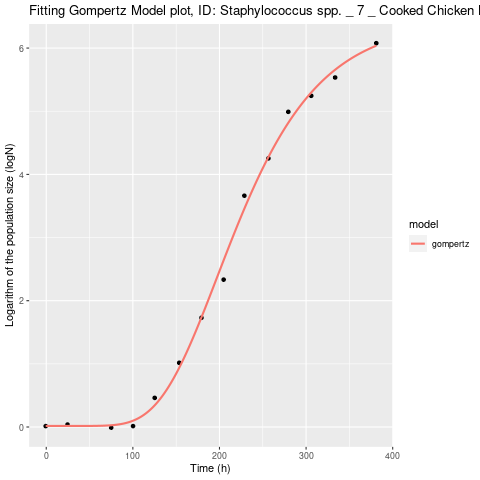 Fitting Gompertz Model plot, ID: Staphylococcus spp. _ 7 _ Cooked Chicken
Logarithm of the population size (logN)
6
4
2
0
0 100 200 300 400
Time (h)
model
gompertz